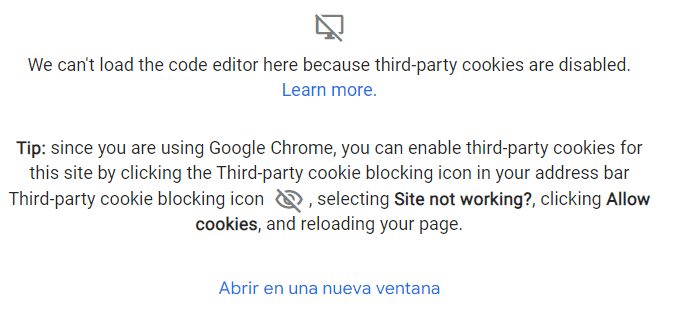 We can't load the code editor here because third-party cookies are disabled.
Learn more.
Tip: since you are using Google Chrome, you can enable third-party cookies for
this site by clicking the Third-party cookie blocking icon in your address bar
Third-party cookie blocking icon , selecting Site not working?, clicking Allow
cookies, and reloading your page.
Abrir en una nueva ventana